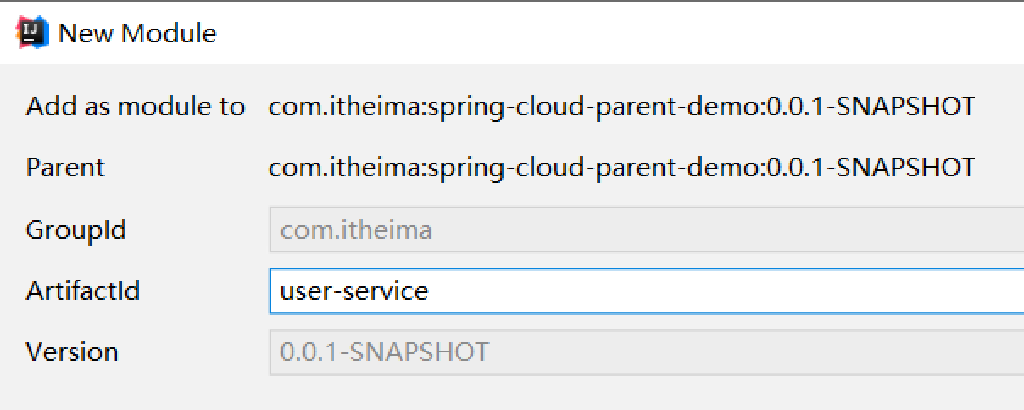 New Module
Add as module to com.itheima:spring-cloud-parent-demo:0.0.1-SNAPSHOT
Parent com.itheima:spring-cloud-parent-demo:0.0.1-SNAPSHOT
GroupId com.itheima
ArtifactId user-service
Version 0.0.1-SNAPSHOT